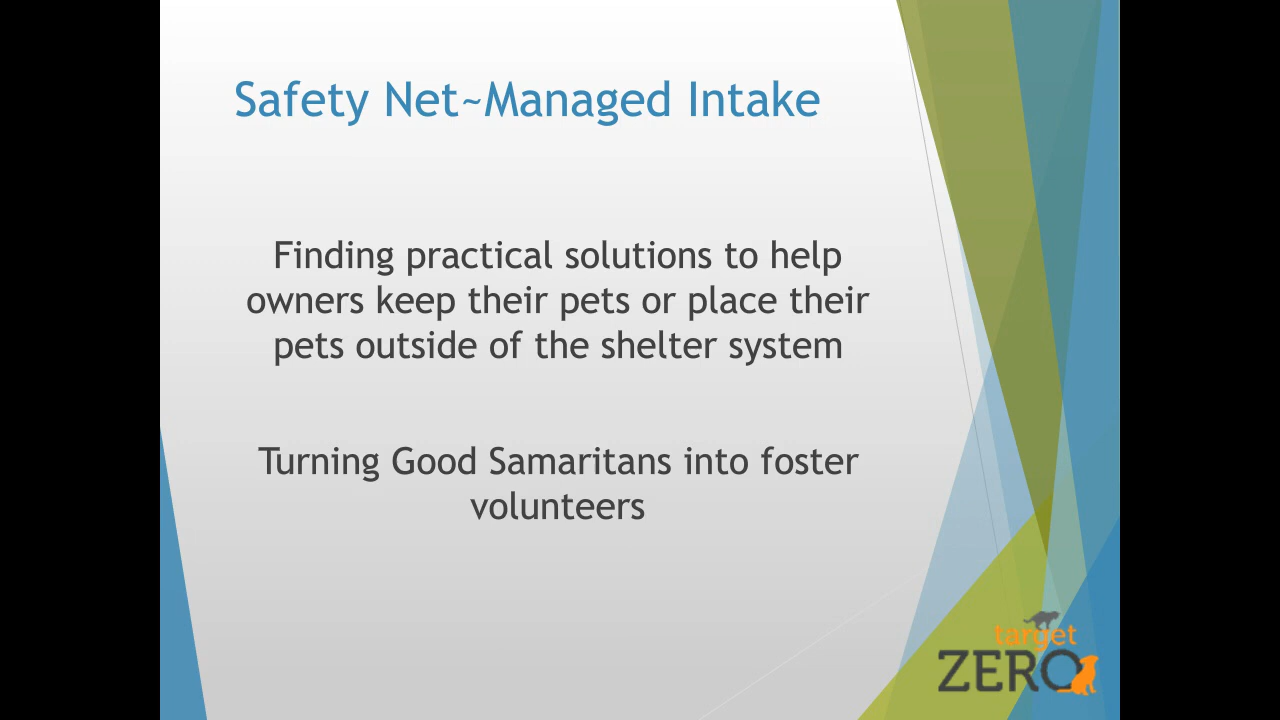 Safety Net~Managed Intake
Finding practical solutions to help
owners keep their pets or place their
pets outside of the shelter system
Turning Good Samaritans into foster
volunteers
target
ZERO